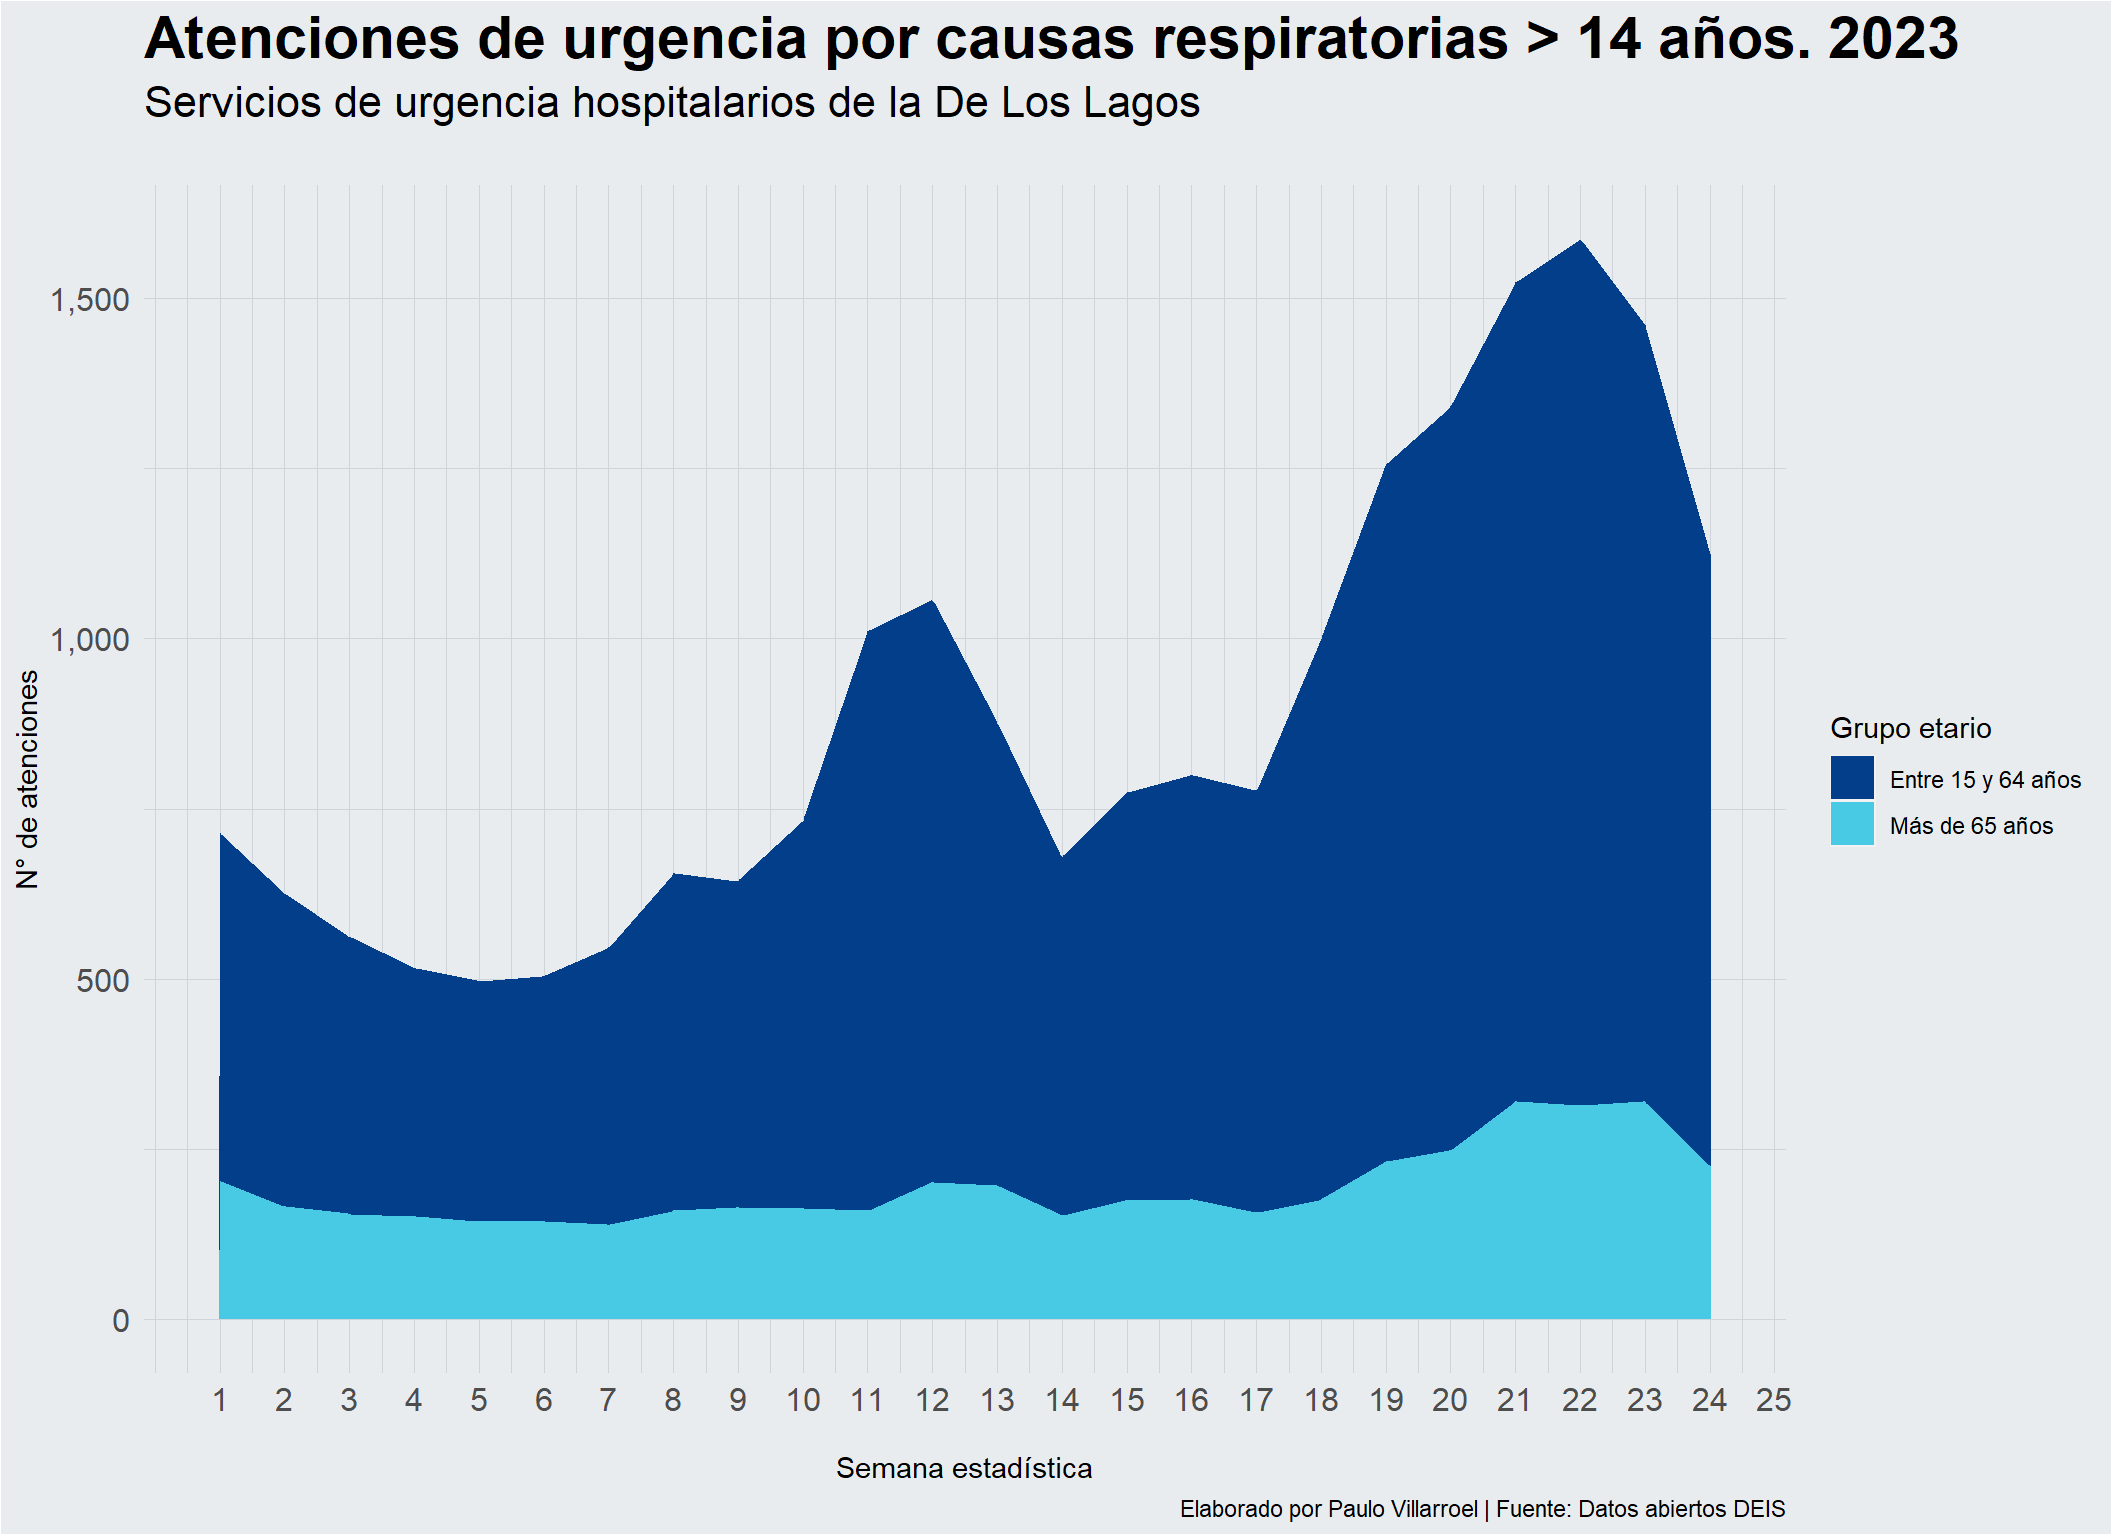 Atenciones de urgencia por causas respiratorias > 14 años. 2023
Servicios de urgencia hospitalarios de la De Los Lagos
N° de atenciones
1,500
1,000
500
0
1 2 3 4 5 6 7 8 9 10 11 12 13 14 15 16 17 18 19 20 21 22 23 24 25
Semana estadística
Grupo etario
Entre 15 y 64 años
Más de 65 años
Elaborado por Paulo Villarroel | Fuente: Datos abiertos DEIS